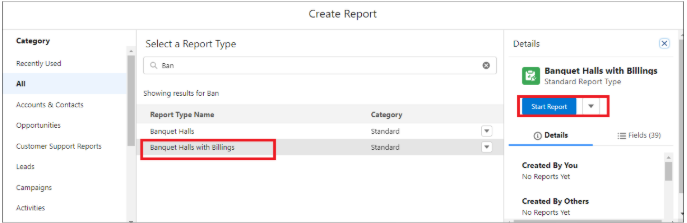 Create Report
Category
Recently Used
All
Accounts & Contacts
Opportunities
Customer Support Reports
Leads
Campaigns
Activities
Select a Report Type
Ban
Showing results for Ban
Report Type Name Category
Banquet Halls Standard
Banquet Halls with Billings Standard
Details
Banquet Halls with Billings
Standard Report Type
Start Report
Details Fields (39)
Created By You
No Reports Yet
Created By Others
No Reports Yet